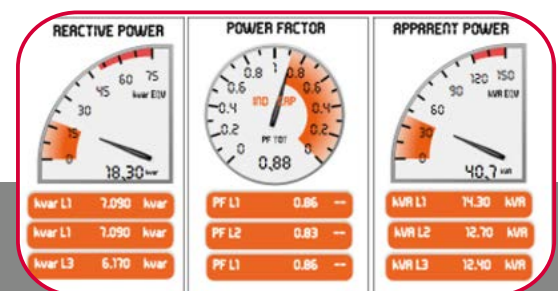 REACTIVE POWER
75
60
45
kvar EQV
30
15
0
18,30 kvar
kvar L1 7.090 kvar
kvar L1 7.090 kvar
kvar L3 6.170 kvar
POWER FACTOR
1
0.8 0.8
0.6 0.6
IND CAP
0.4 0.4
0.2 0.2
PF TOT
0 0
0,88
PF L1 0.86 --
PF L2 0.83 --
PF L1 0.86 --
APPARENT POWER
120 150
90
kVA EQV
60
30
0
40,7 kVA
kVA L1 14.30 kVA
kVA L2 12.70 kVA
kVA L3 12.40 kVA